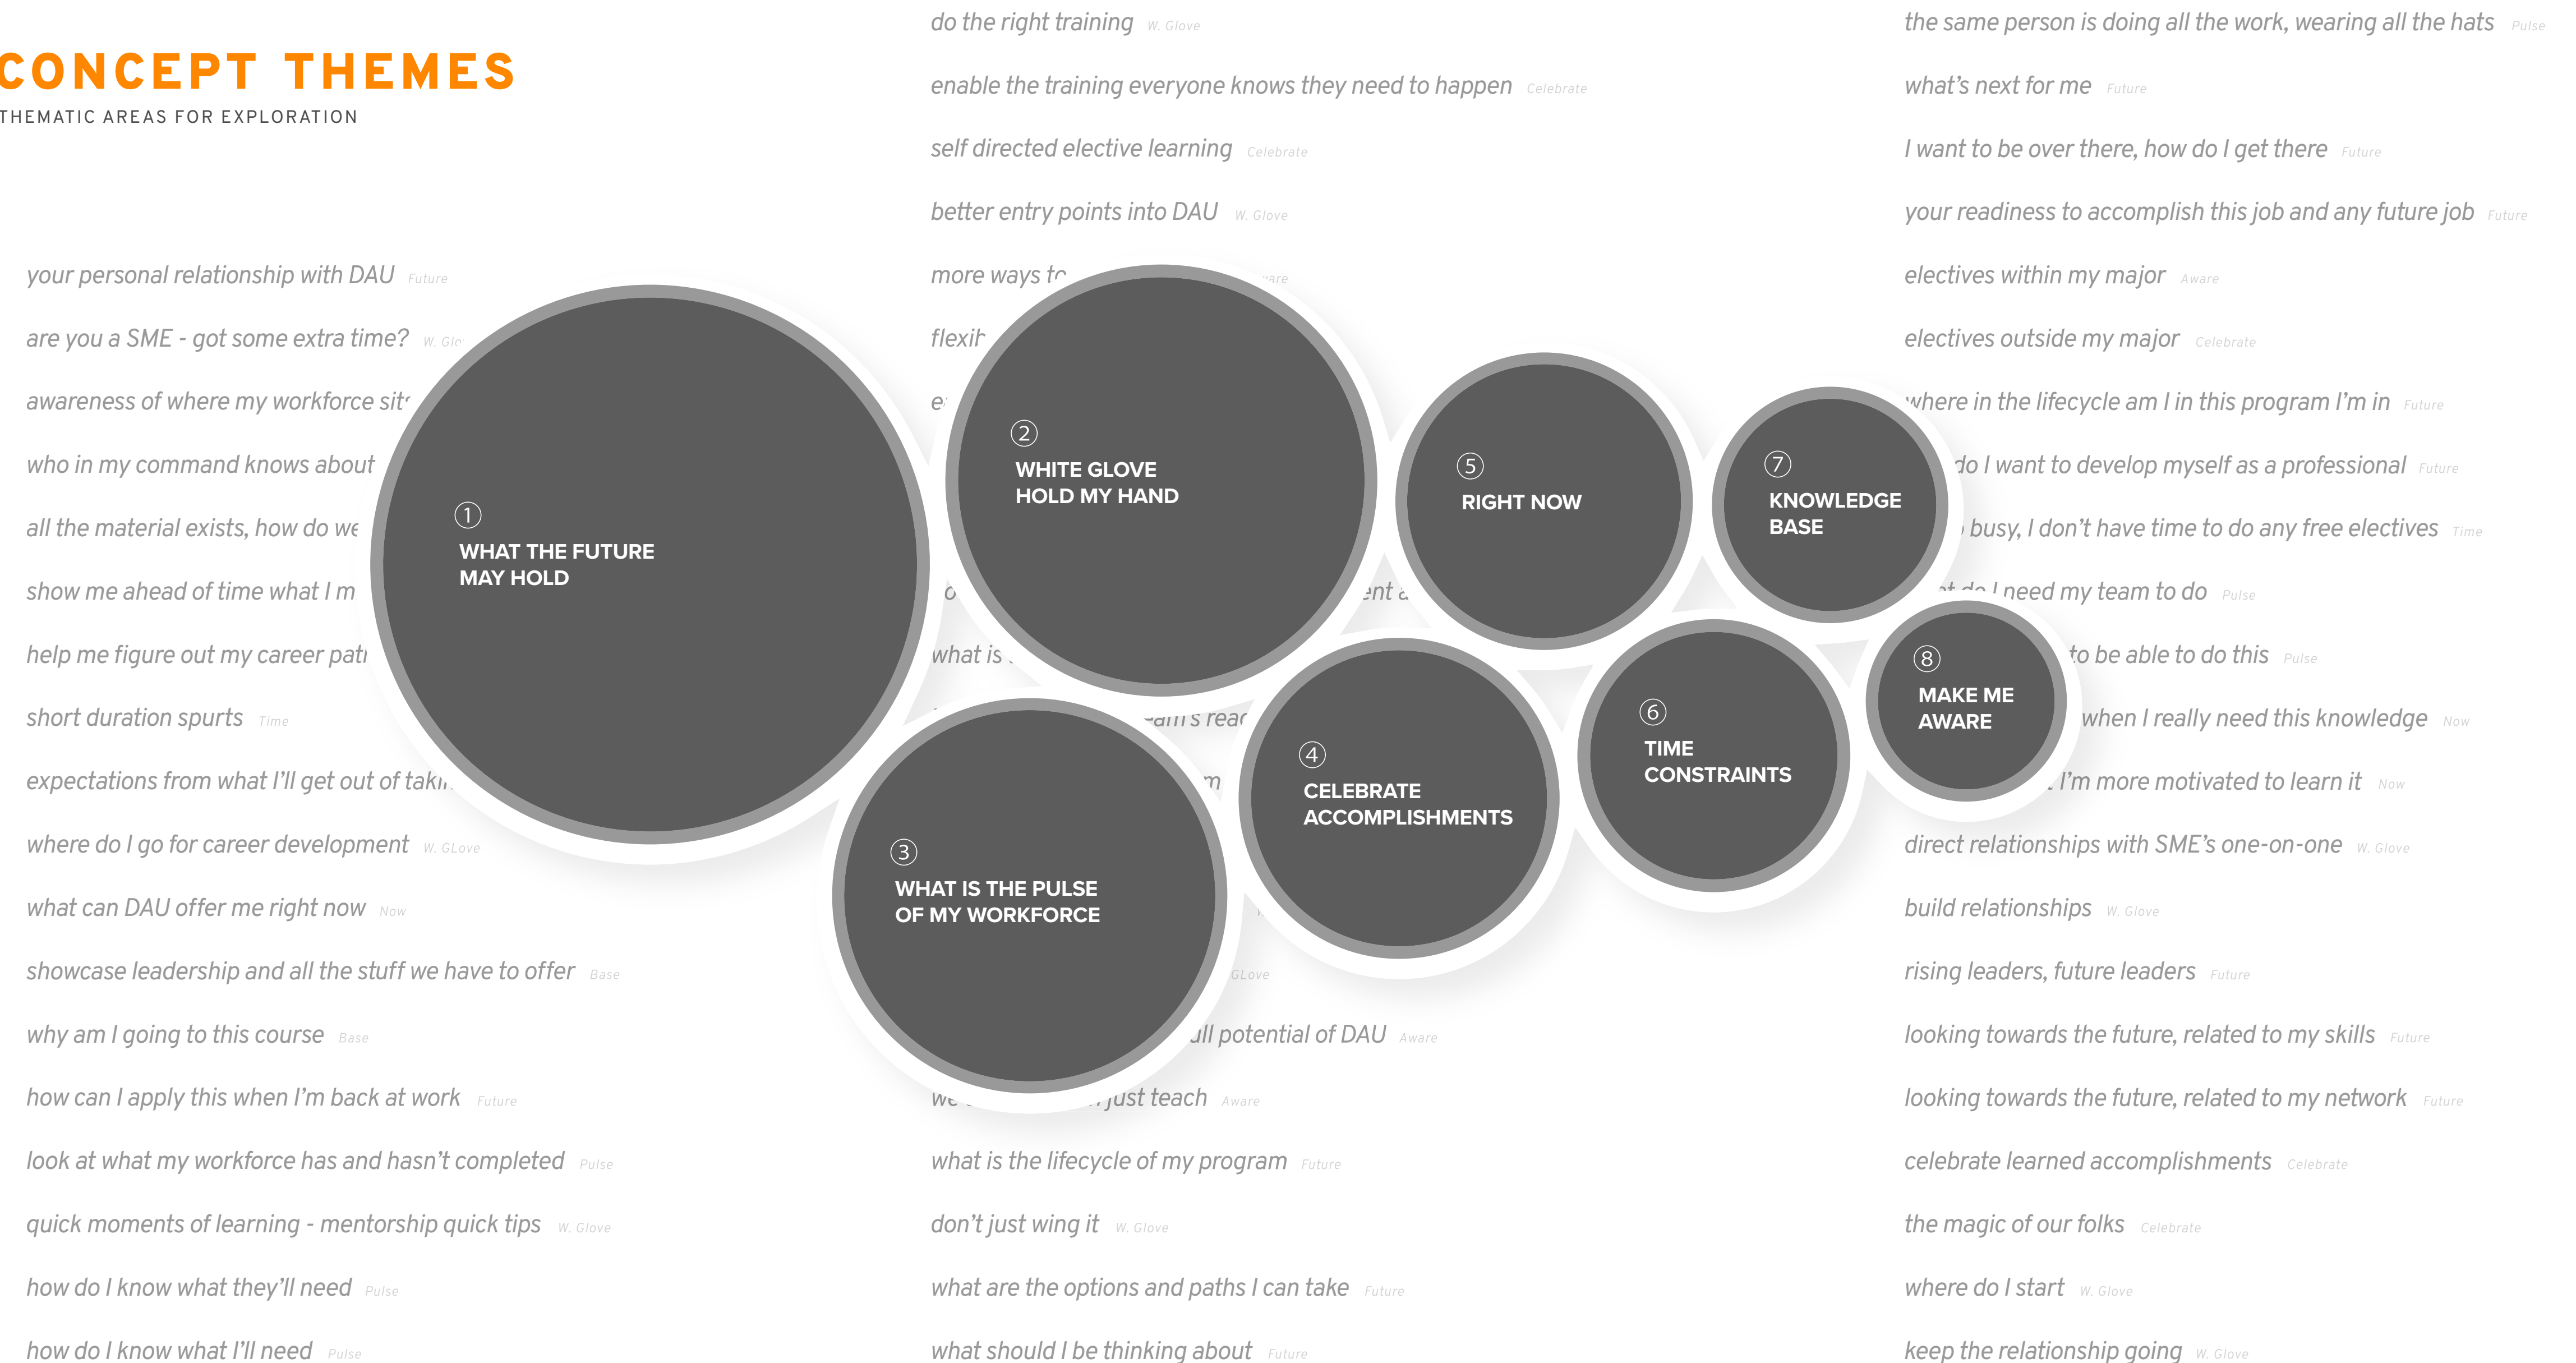 CONCEPT THEMES
THEMATIC AREAS FOR EXPLORATION
your personal relationship with DAU Future
are you a SME - got some extra time? W. Glo
awareness of where my workforce sits
who in my command knows about
all the material exists, how do we
show me ahead of time what I
help me figure out my career
short duration spurts Time
expectations from what I'll get out of
where do I go for career development W. GLove
what can DAU offer me right now Now
showcase leadership and all the stuff we have to offer Base
why am I going to this course Base
how can I apply this when I'm back at work Future
look at what my workforce has and hasn't completed Pulse
quick moments of learning - mentorship quick tips W. Glove
how do I know what they'll need Pulse
how do I know what I'll need Pulse
① WHAT THE FUTURE
MAY HOLD
do the right training W. Glove
enable the training everyone knows they need to happen Celebrate
self directed elective learning Celebrate
better entry points into DAU W. Glove
more ways to
② WHITE GLOVE
HOLD MY HAND
what is
③ WHAT IS THE PULSE
OF MY WORKFORCE
④ CELEBRATE
ACCOMPLISHMENTS
GLove
potential of DAU Aware
just teach Aware
what is the lifecycle of my program Future
don't just wing it W. Glove
what are the options and paths I can take Future
what should I be thinking about Future
⑤ RIGHT NOW
⑥ TIME
CONSTRAINTS
⑦ KNOWLEDGE
BASE
⑧ MAKE ME
AWARE
the same person is doing all the work, wearing all the hats Pulse
what's next for me Future
I want to be over there, how do I get there Future
your readiness to accomplish this job and any future job Future
electives within my major Aware
electives outside my major Celebrate
where in the lifecycle am I in this program I'm in Future
do I want to develop myself as a professional Future
busy, I don't have time to do any free electives Time
I need my team to do Pulse
to be able to do this Pulse
when I really need this knowledge Now
I'm more motivated to learn it Now
direct relationships with SME's one-on-one W. Glove
build relationships W. Glove
rising leaders, future leaders Future
looking towards the future, related to my skills Future
looking towards the future, related to my network Future
celebrate learned accomplishments Celebrate
the magic of our folks Celebrate
where do I start W. Glove
keep the relationship going W. Glove